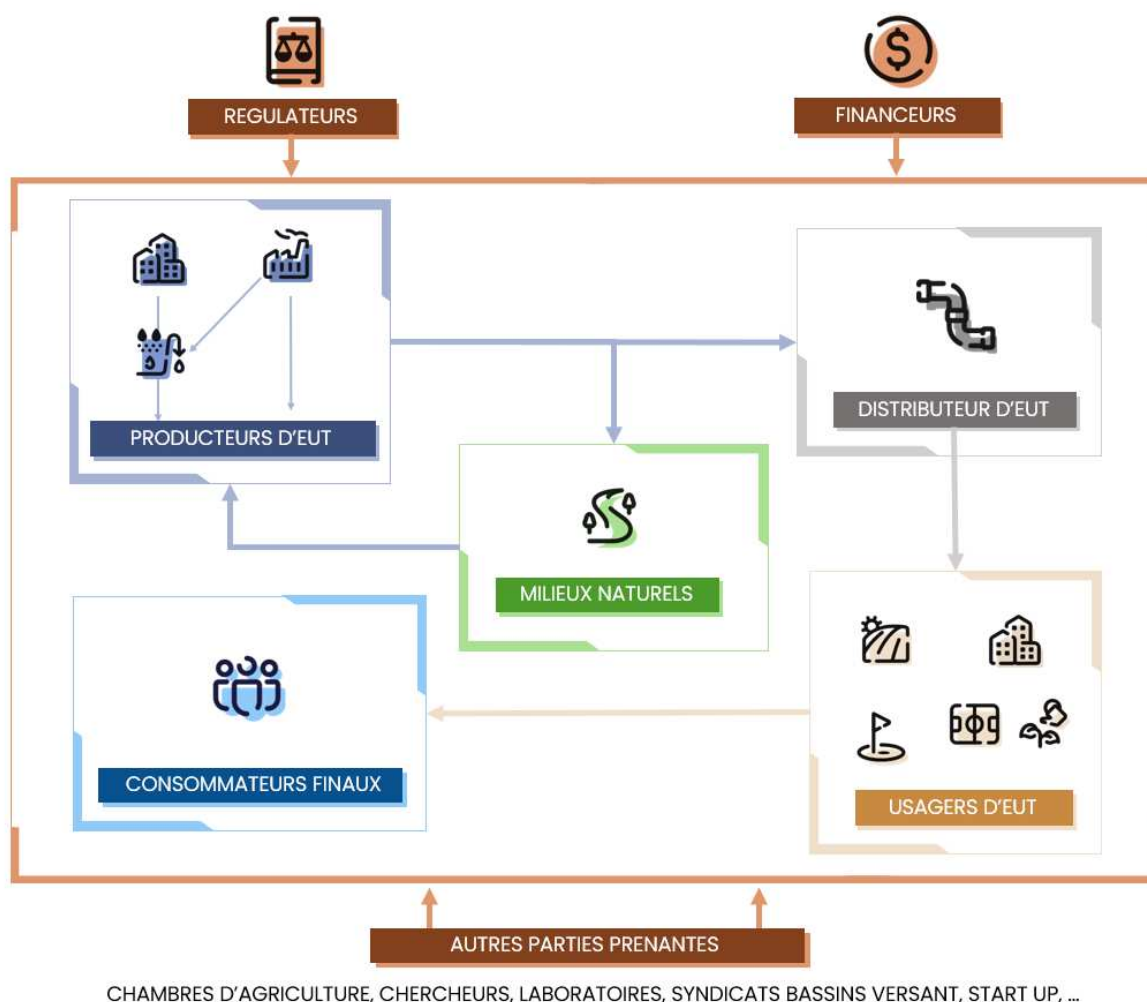 REGULATEURS
FINANCEURS
PRODUCTEURS D'EUT
DISTRIBUTEUR D'EUT
MILIEUX NATURELS
CONSOMMATEURS FINAUX
USAGERS D'EUT
AUTRES PARTIES PRENANTES
CHAMBRES D'AGRICULTURE, CHERCHEURS, LABORATOIRES, SYNDICATS BASSINS VERSANT, START UP, ...